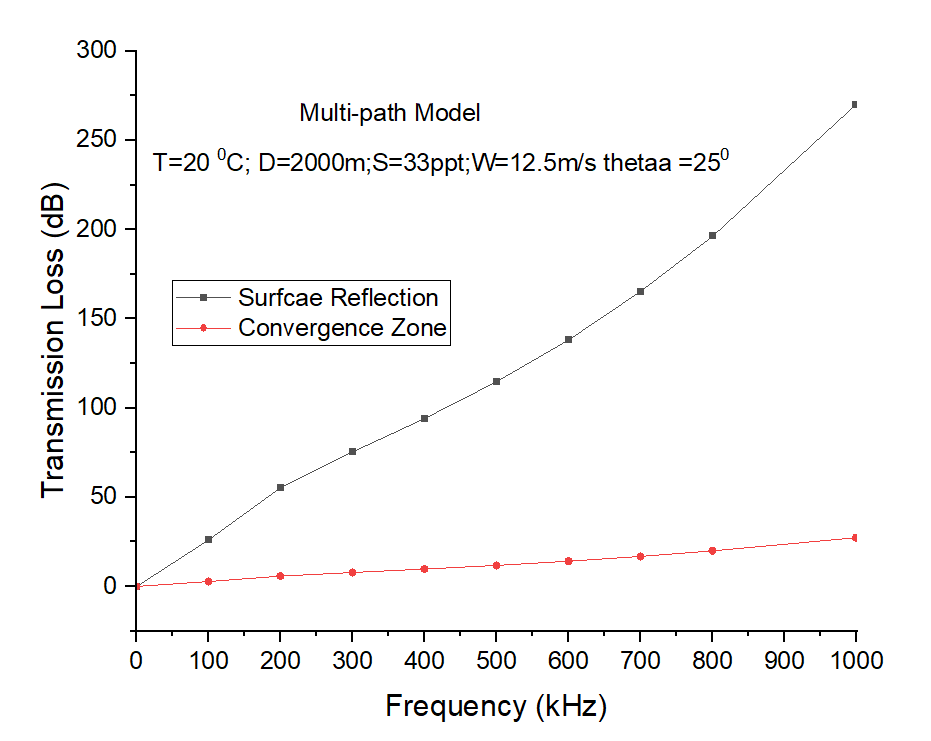 300
250
200
150
100
50
0
Transmission Loss (dB)
Multi-path Model
T=20 ⁰C; D=2000m;S=33ppt;W=12.5m/s thetaa =25⁰
Surfcae Reflection
Convergence Zone
0 100 200 300 400 500 600 700 800 900 1000
Frequency (kHz)